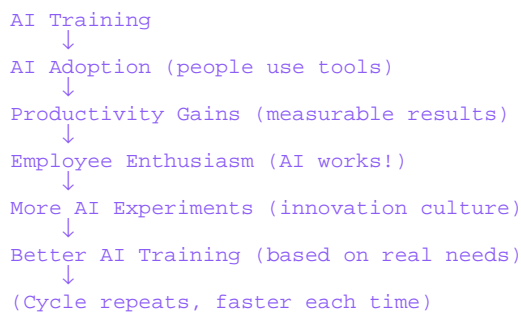 AI Training
↓
AI Adoption (people use tools)
↓
Productivity Gains (measurable results)
↓
Employee Enthusiasm (AI works!)
↓
More AI Experiments (innovation culture)
↓
Better AI Training (based on real needs)
↓
(Cycle repeats, faster each time)